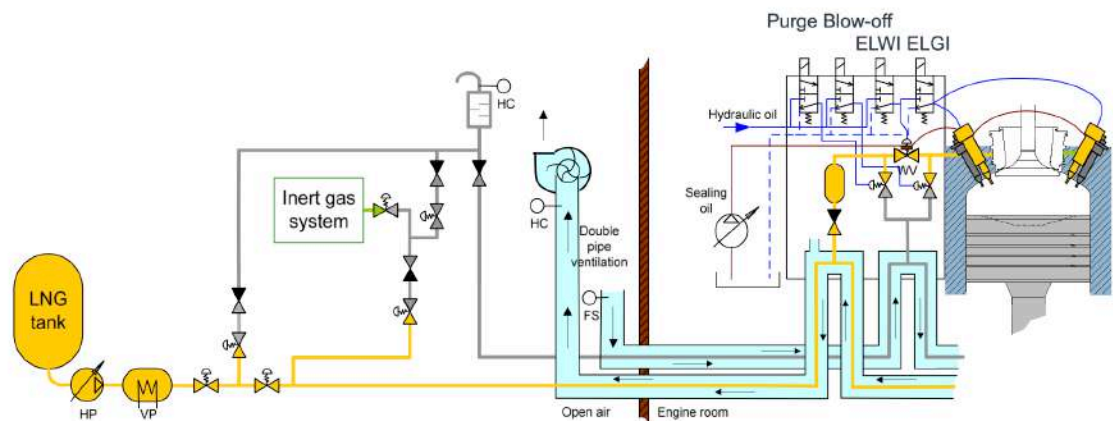 Purge Blow-off
ELWI ELGI
HC
Hydraulic oil
Inert gas
system
HC
Sealing
oil
Double
pipe
ventilation
LNG
tank
FS
HP
VP
Open air
Engine room